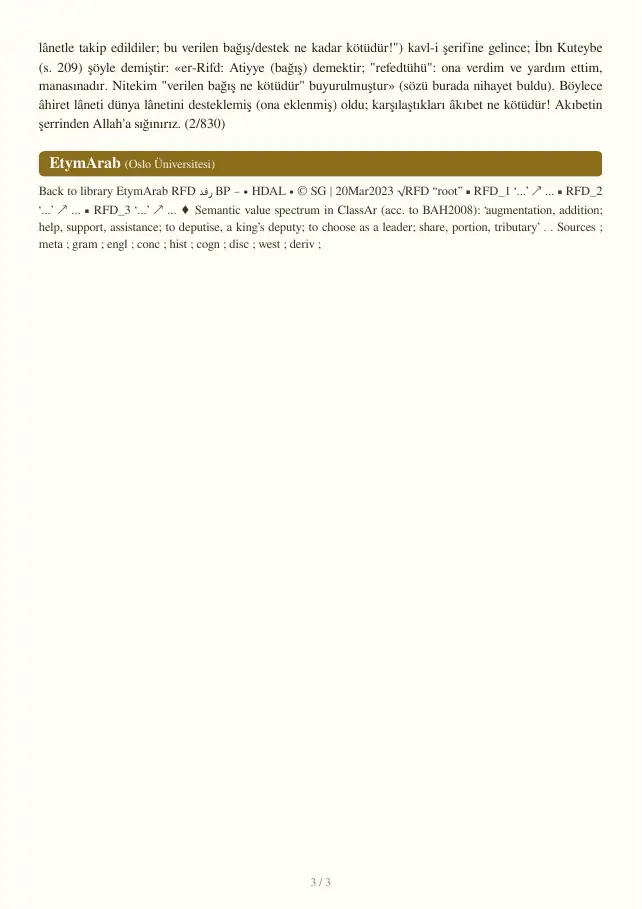 lânetle takip edildiler; bu verilen bağış/destek ne kadar kötüdür!") kavl-i şerifine gelince; İbn Kuteybe
(s. 209) şöyle demiştir: «er-Rifd: Atiyye (bağış) demektir; "refedtühü": ona verdim ve yardım ettim,
manasınadır. Nitekim "verilen bağış ne kötüdür" buyurulmuştur» (sözü burada nihayet buldu). Böylece
âhiret lâneti dünya lânetini desteklemiş (ona eklenmiş) oldu; karşılaştıkları âkıbet ne kötüdür! Akıbetin
şerrinden Allah'a sığınırız. (2/830)
EtymArab (Oslo Üniversitesi)
Back to library EtymArab RFD رفد BP – • HDAL • © SG | 20Mar2023 √RFD “root” ▪ RFD_1 ‘...’ ↗ ... ▪ RFD_2
‘...’ ↗ ... ▪ RFD_3 ‘...’ ↗ ... ♦ Semantic value spectrum in ClassAr (acc. to BAH2008): ‘augmentation, addition;
help, support, assistance; to deputise, a king’s deputy; to choose as a leader; share, portion, tributary’ . . Sources ;
meta ; gram ; engl ; conc ; hist ; cogn ; disc ; west ; deriv ;
3 / 3